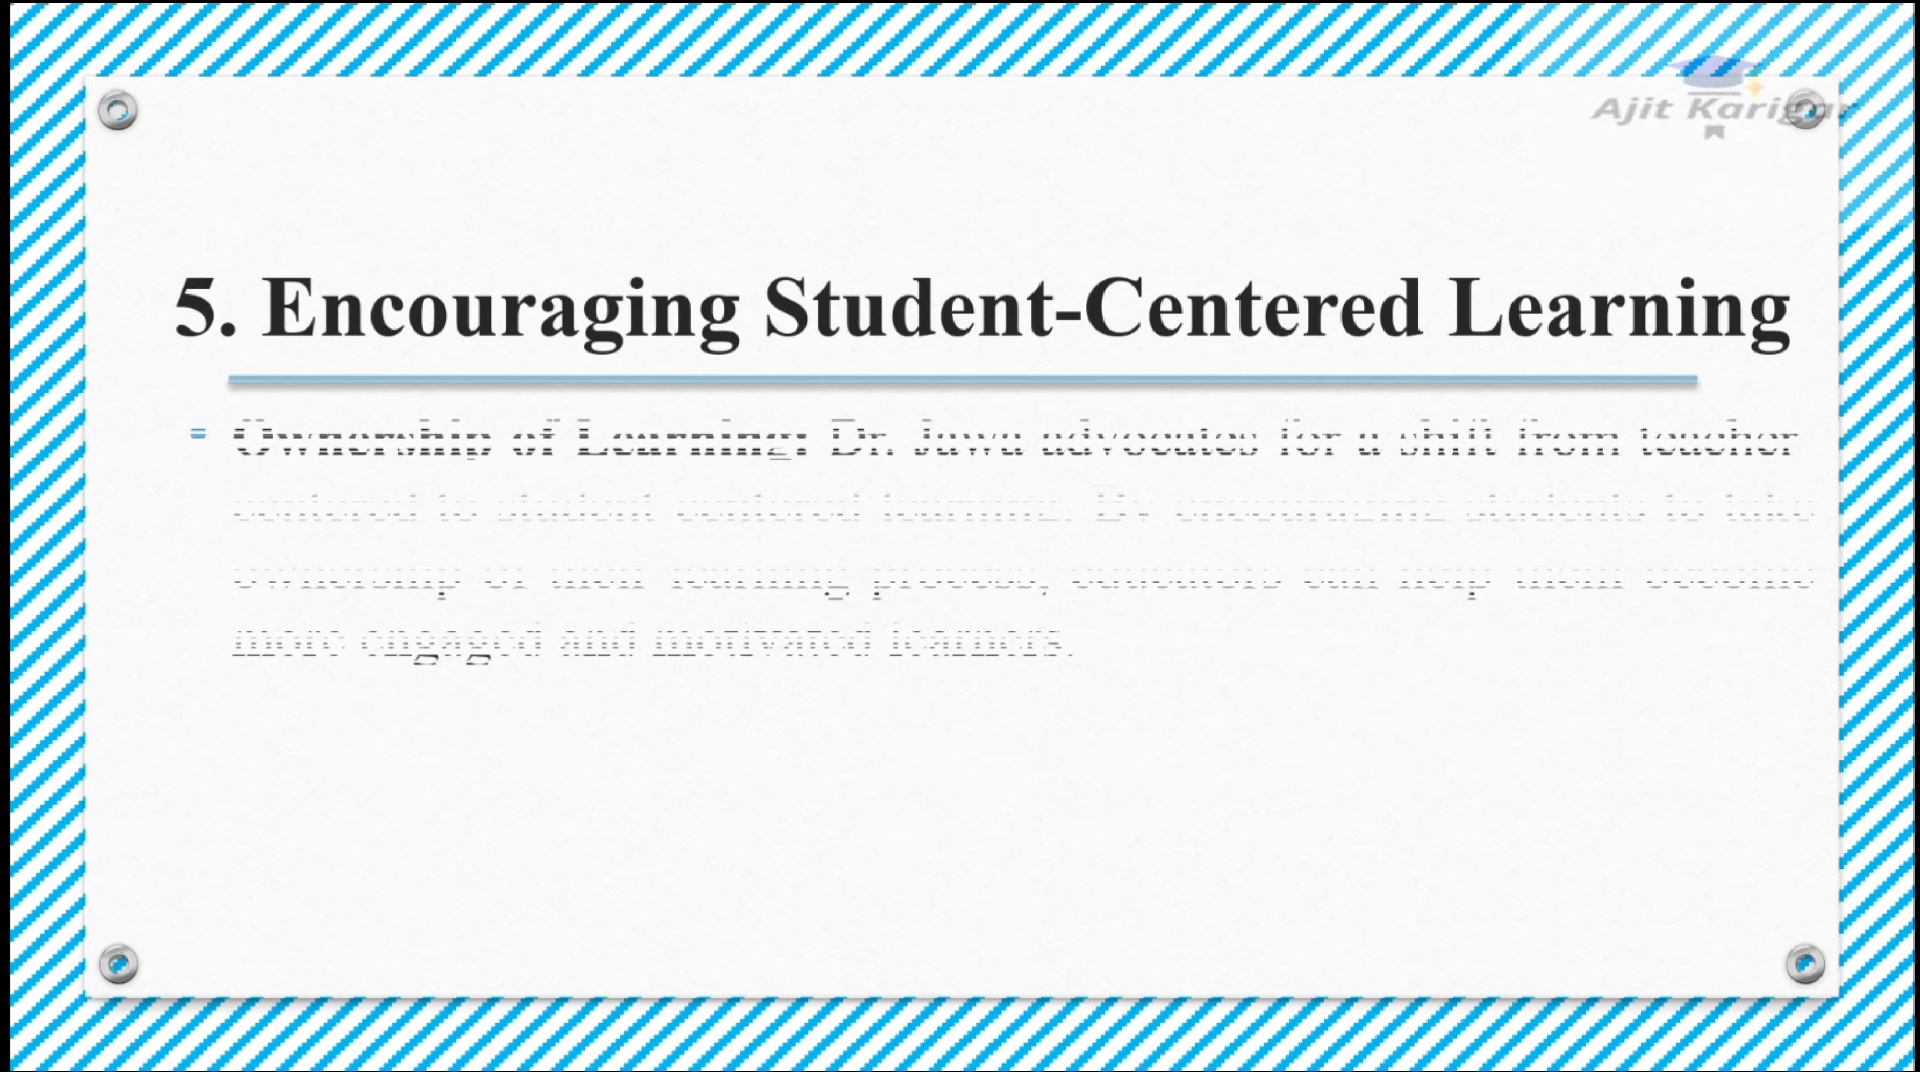 Ajit Karigar
5. Encouraging Student-Centered Learning
Ownership of Learning: Dr. Jawa advocates for a shift from teacher
centered to student centered learning. By encouraging students to take
ownership of their learning process, educators can help them become
more engaged and motivated learners.